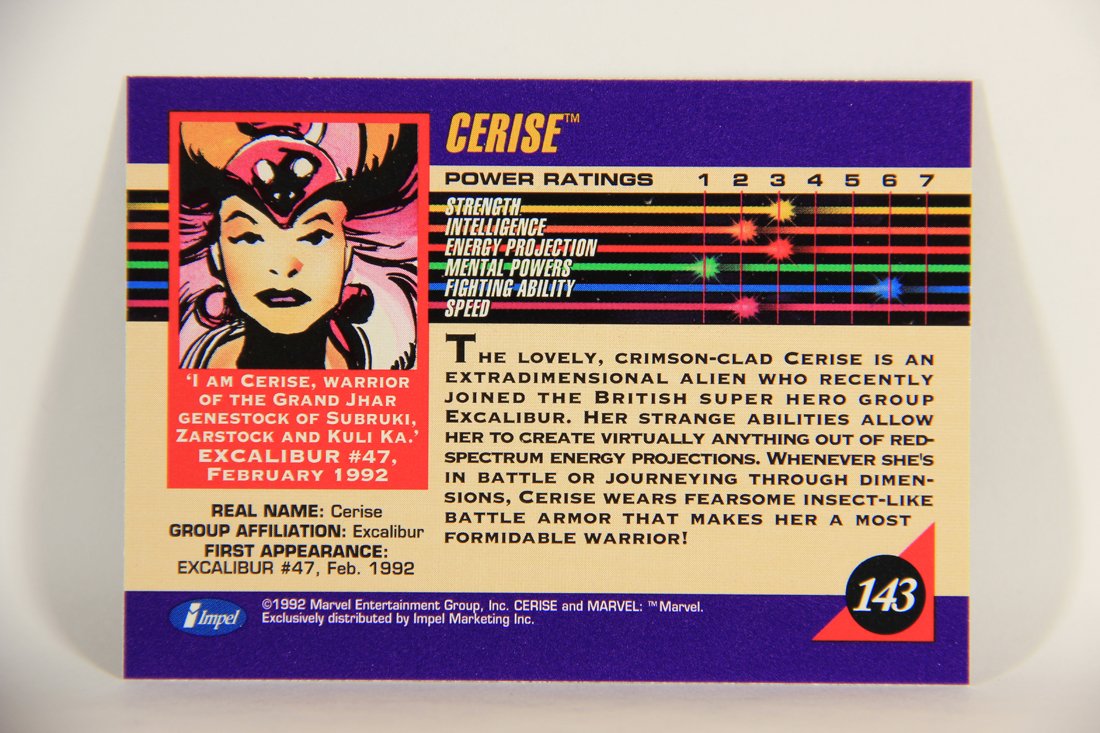 CERISE™
POWER RATINGS 1 2 3 4 5 6 7
STRENGTH
INTELLIGENCE
ENERGY PROJECTION
MENTAL POWERS
FIGHTING ABILITY
SPEED
'I AM CERISE, WARRIOR
OF THE GRAND JHAR
GENESTOCK OF SUBRUKI,
ZARSTOCK AND KULI KA.'
EXCALIBUR #47,
FEBRUARY 1992
REAL NAME: Cerise
GROUP AFFILIATION: Excalibur
FIRST APPEARANCE:
EXCALIBUR #47, Feb. 1992
THE LOVELY, CRIMSON-CLAD CERISE IS AN
EXTRADIMENSIONAL ALIEN WHO RECENTLY
JOINED THE BRITISH SUPER HERO GROUP
EXCALIBUR. HER STRANGE ABILITIES ALLOW
HER TO CREATE VIRTUALLY ANYTHING OUT OF RED-
SPECTRUM ENERGY PROJECTIONS. WHENEVER SHE'S
IN BATTLE OR JOURNEYING THROUGH DIMEN-
SIONS, CERISE WEARS FEARSOME INSECT-LIKE
BATTLE ARMOR THAT MAKES HER A MOST
FORMIDABLE WARRIOR!
143
Impel
©1992 Marvel Entertainment Group, Inc. CERISE and MARVEL: ™Marvel.
Exclusively distributed by Impel Marketing Inc.